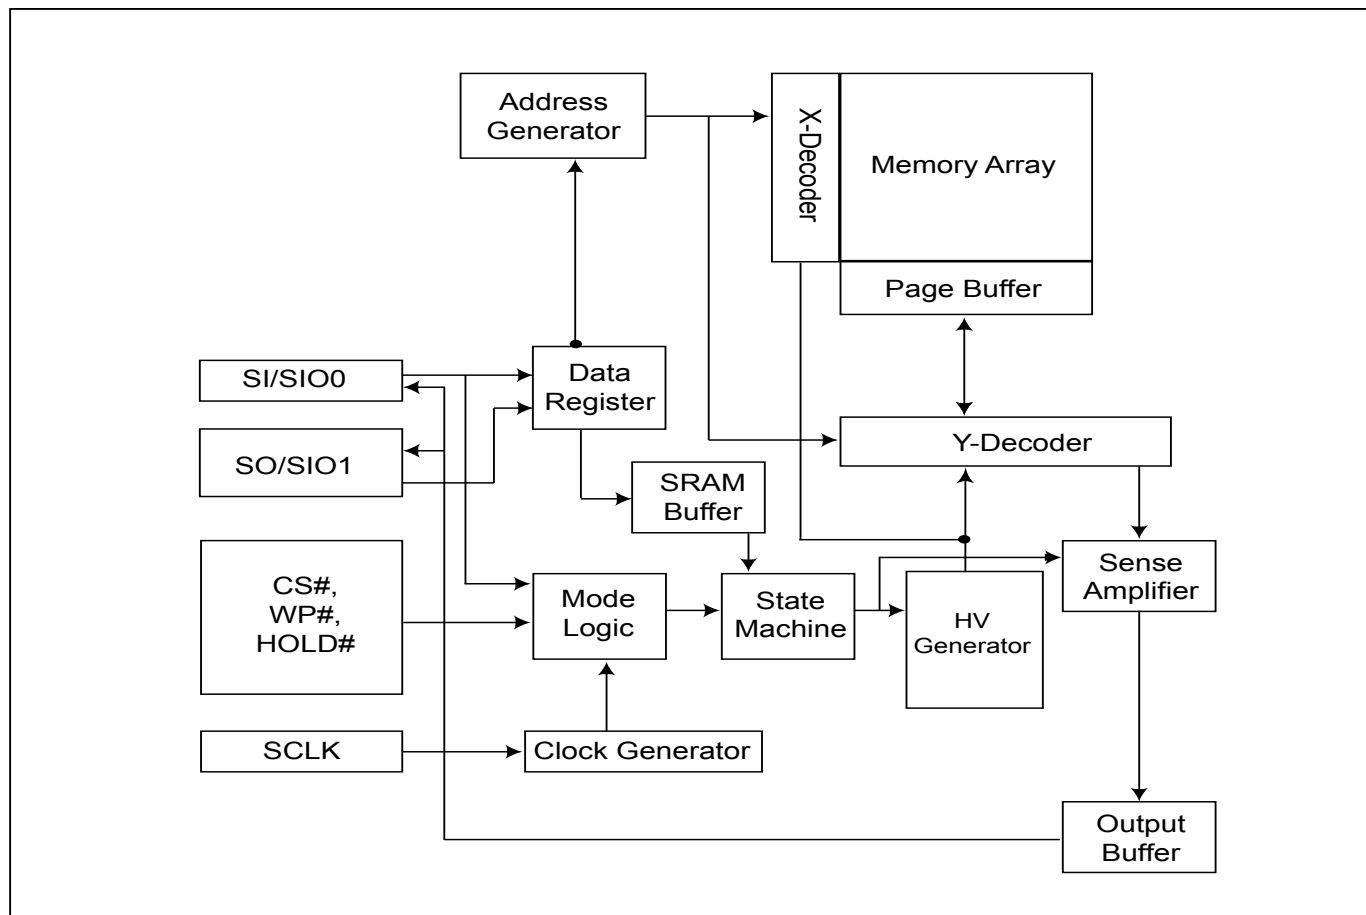 Address
Generator
X-Decoder
Memory Array
Page Buffer
SI/SIO0
Data
Register
SO/SIO1
Y-Decoder
SRAM
Buffer
CS#,
WP#,
HOLD#
Mode
Logic
State
Machine
HV
Generator
Sense
Amplifier
SCLK
Clock Generator
Output
Buffer